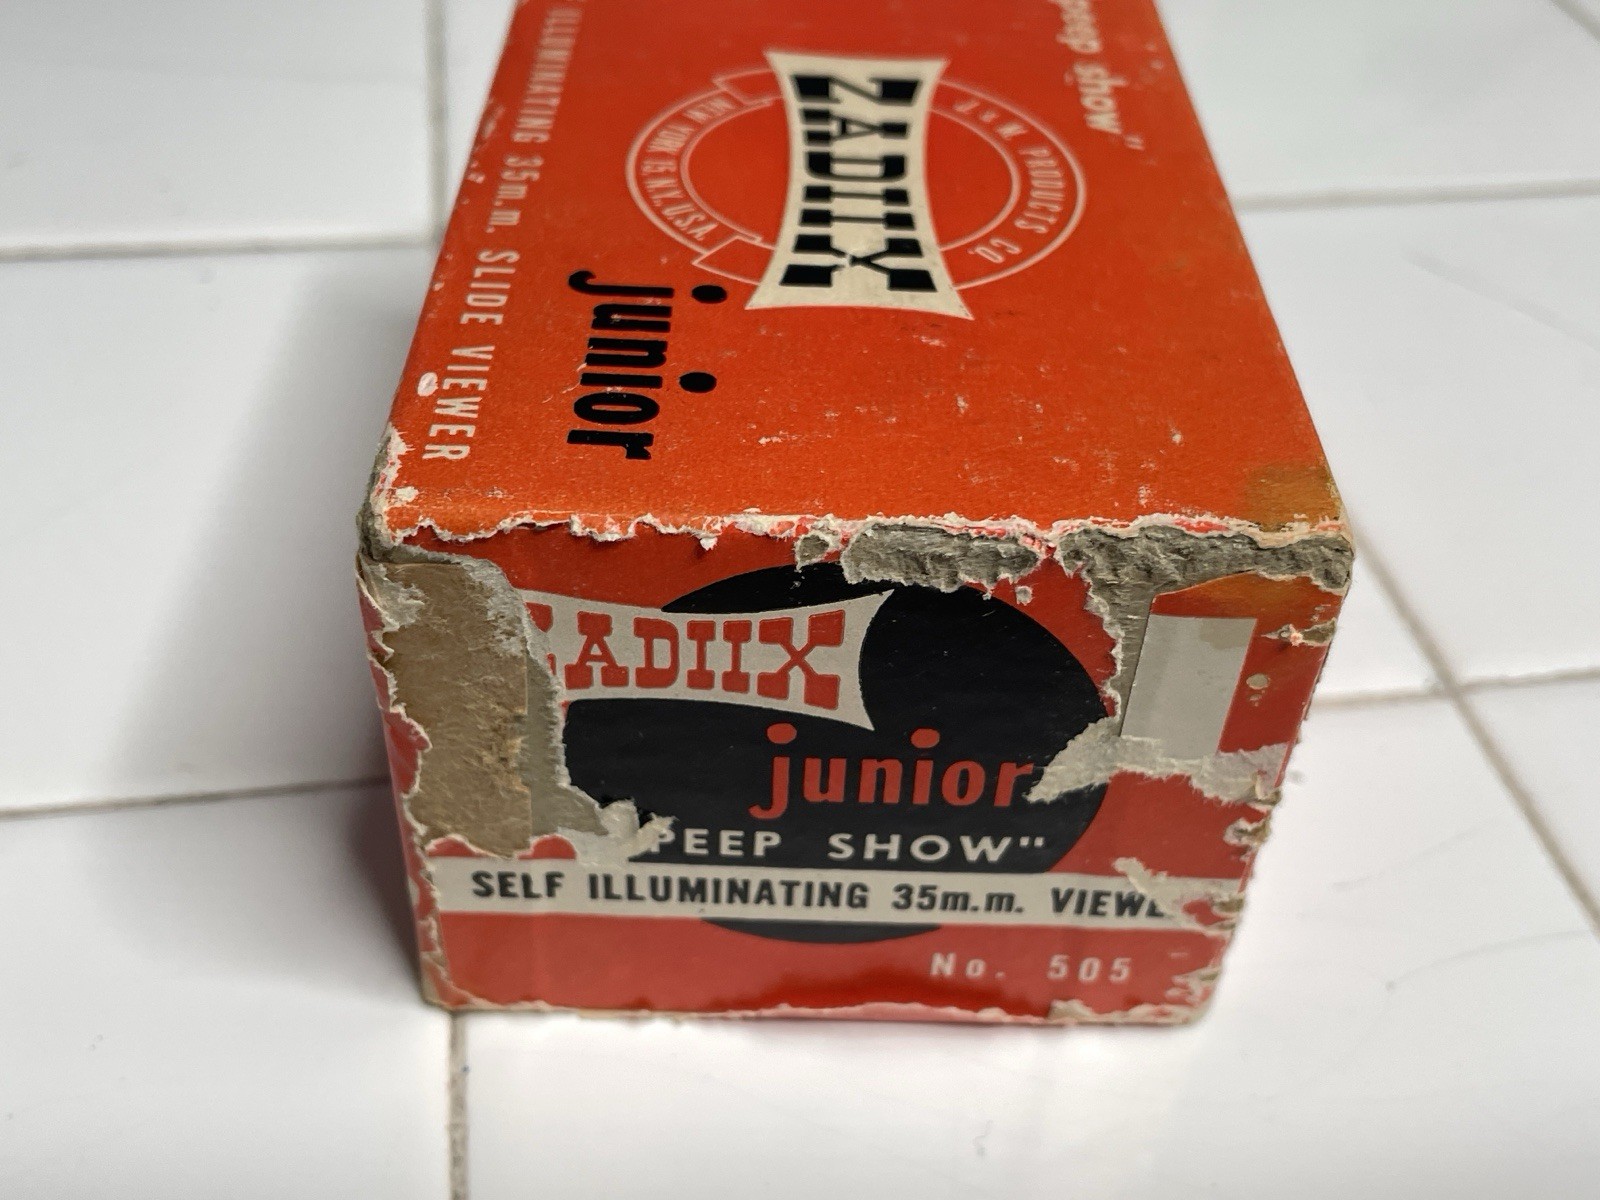 peep show"
Z & W PRODUCTS CO.
ZADIIX
NEW YORK 15, N.Y. U.S.A.
junior
ILLUMINATING 35m.m. SLIDE VIEWER
ADIIX
junior
PEEP SHOW"
SELF ILLUMINATING 35m.m. VIEWE
No. 505